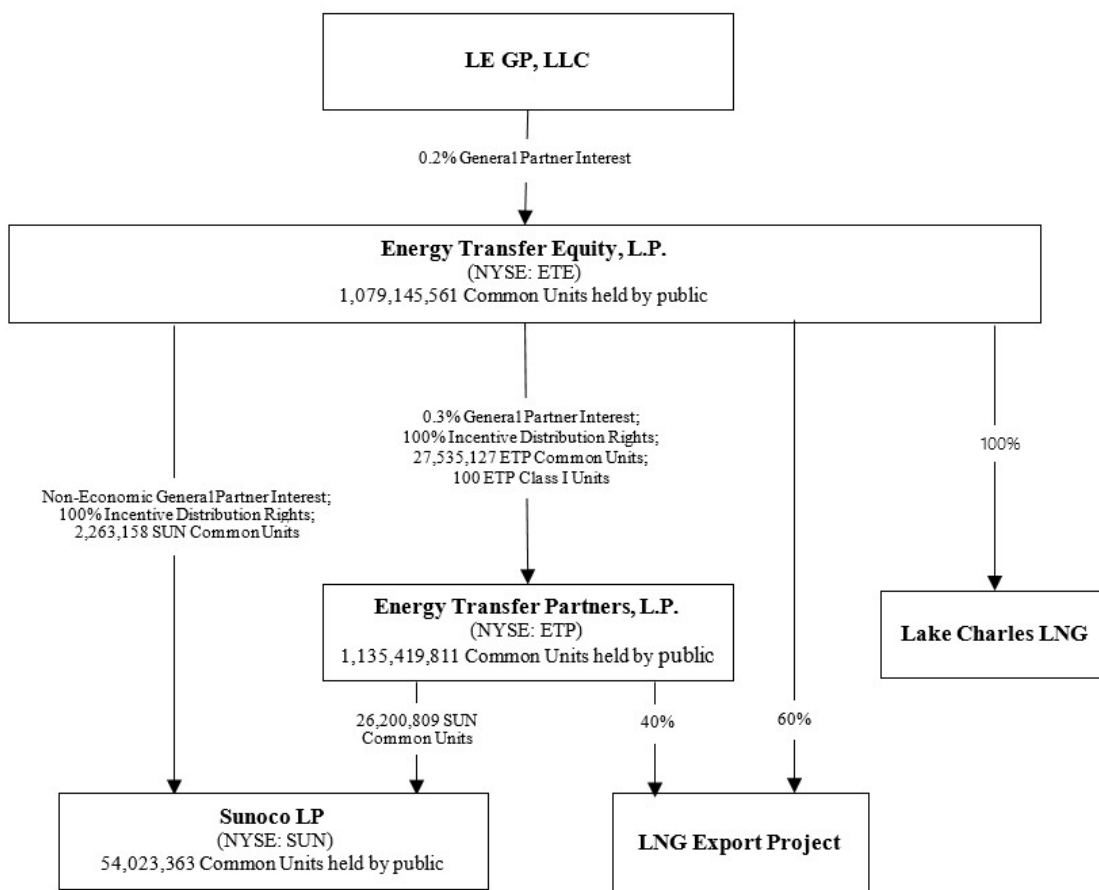 LE GP, LLC
0.2% General Partner Interest
Energy Transfer Equity, L.P.
(NYSE: ETE)
1,079,145,561 Common Units held by public
0.3% General Partner Interest;
100% Incentive Distribution Rights;
27,535,127 ETP Common Units;
100 ETP Class I Units
100%
Non-Economic General Partner Interest;
100% Incentive Distribution Rights;
2,263,158 SUN Common Units
Energy Transfer Partners, L.P.
(NYSE: ETP)
1,135,419,811 Common Units held by public
Lake Charles LNG
26,200,809 SUN
Common Units
40%
60%
Sunoco LP
(NYSE: SUN)
54,023,363 Common Units held by public
LNG Export Project